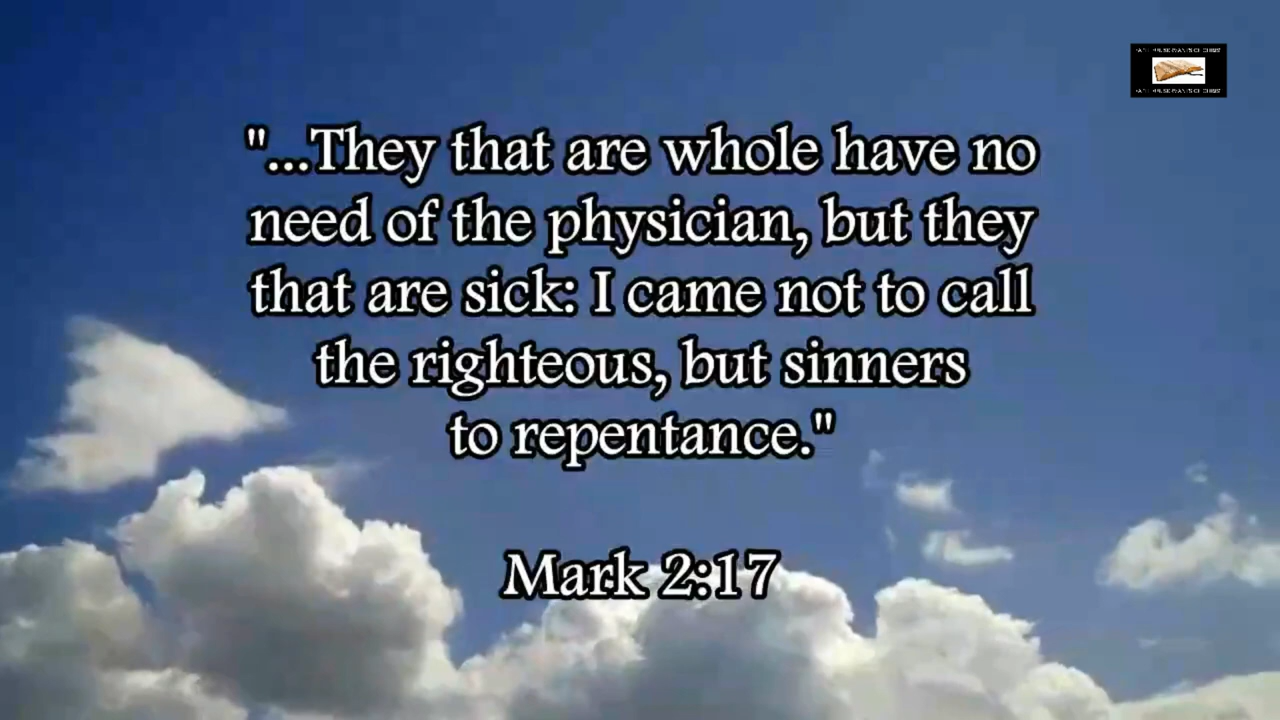 "...They that are whole have no
need of the physician, but they
that are sick: I came not to call
the righteous, but sinners
to repentance."
Mark 2:17